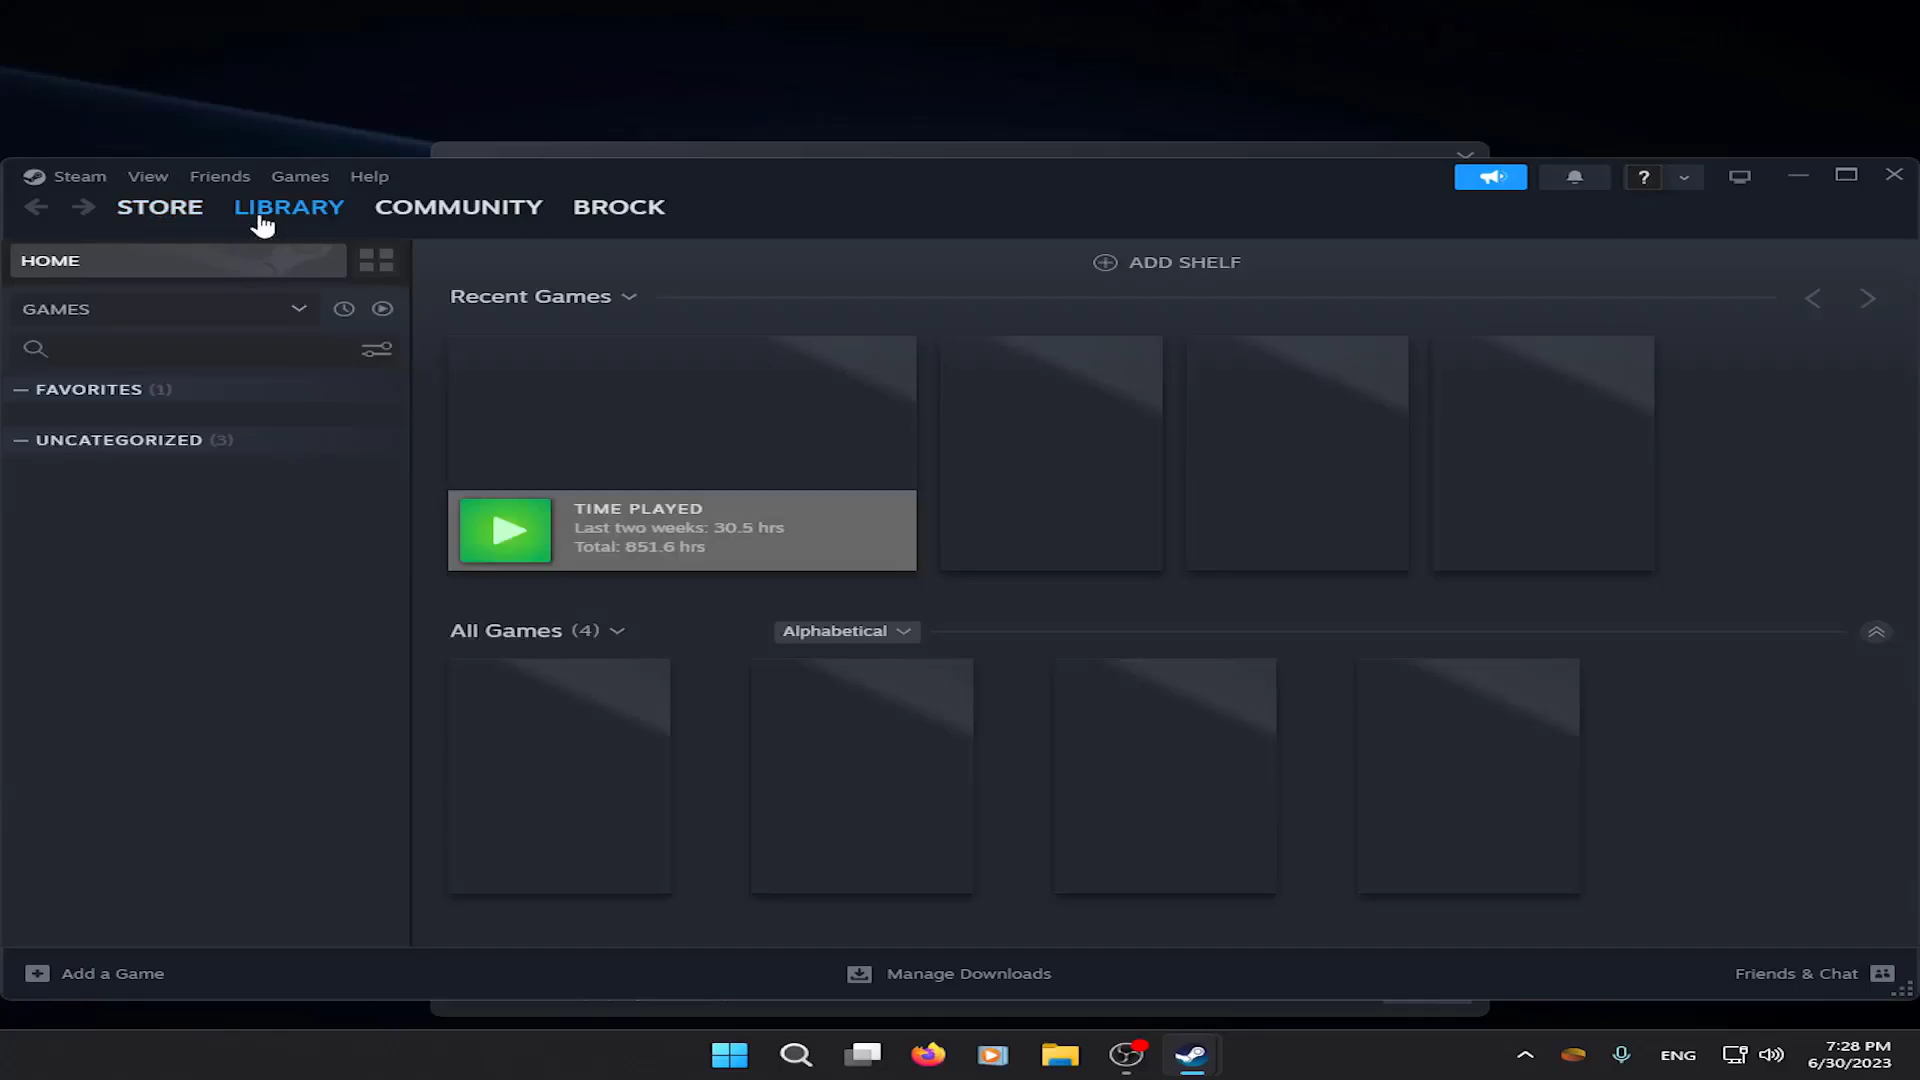 Steam View Friends Games Help
?
STORE LIBRARY COMMUNITY BROCK
HOME
ADD SHELF
GAMES
Recent Games
FAVORITES (1)
UNCATEGORIZED (3)
TIME PLAYED
Last two weeks: 30.5 hrs
Total: 851.6 hrs
All Games (4) Alphabetical
Add a Game
Manage Downloads
Friends & Chat
ENG
7:28 PM
6/30/2023